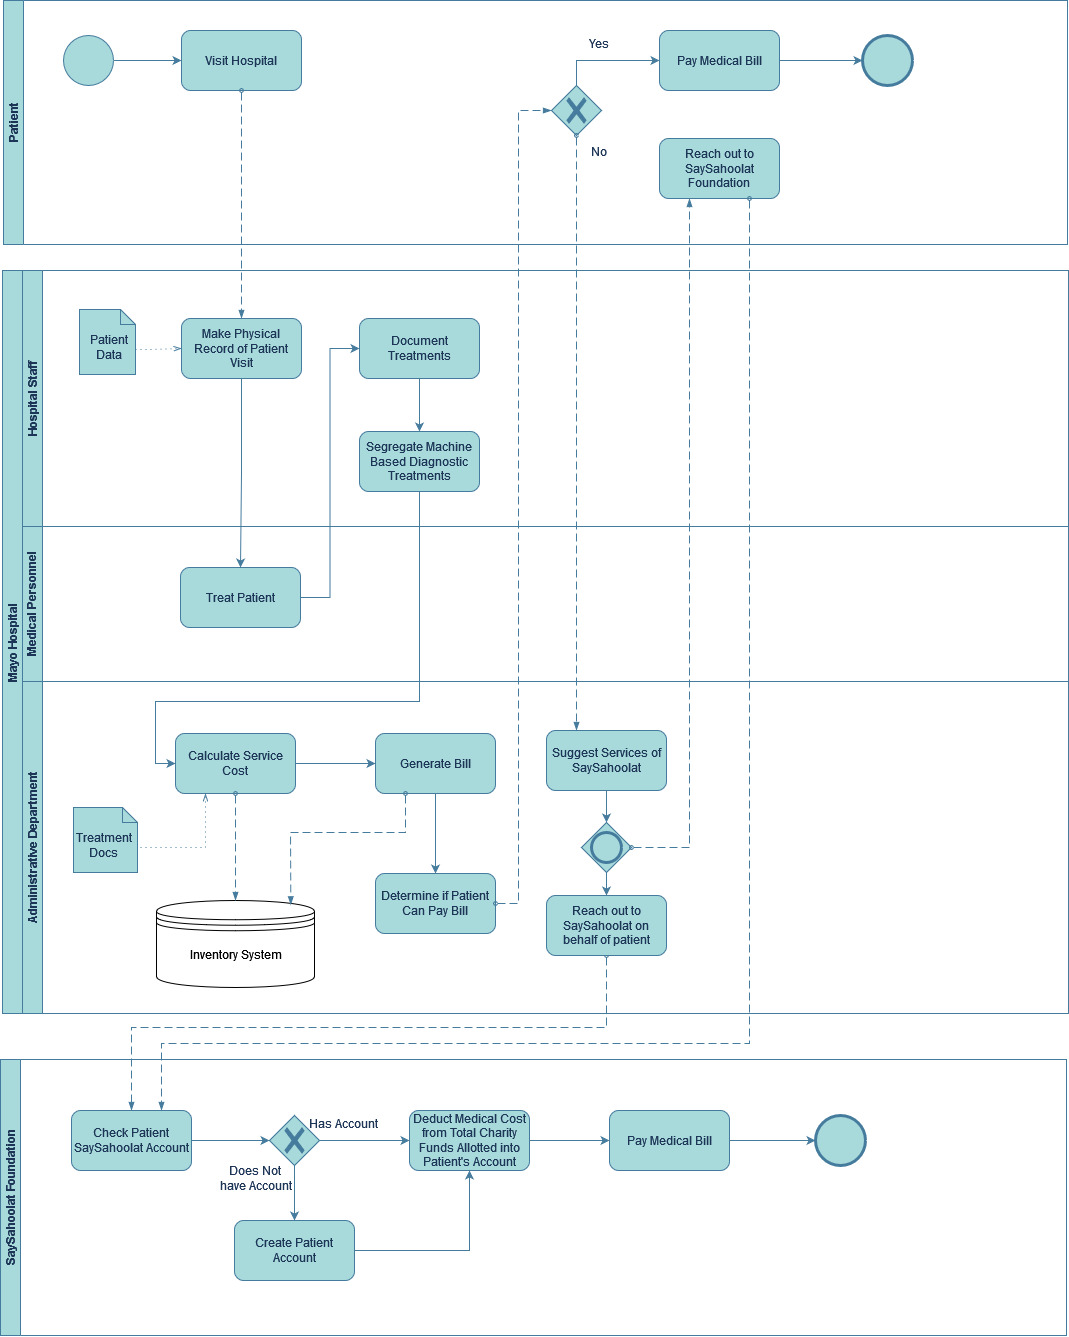 Patient
Visit Hospital
Yes
Pay Medical Bill
No
Reach out to
SaySahoolat
Foundation
Mayo Hospital
Hospital Staff
Patient
Data
Make Physical
Record of Patient
Visit
Document
Treatments
Segregate Machine
Based Diagnostic
Treatments
Medical Personnel
Treat Patient
Administrative Department
Calculate Service
Cost
Generate Bill
Suggest Services of
SaySahoolat
Treatment
Docs
Determine if Patient
Can Pay Bill
Reach out to
SaySahoolat on
behalf of patient
Inventory System
SaySahoolat Foundation
Check Patient
SaySahoolat Account
Has Account
Does Not
have Account
Deduct Medical Cost
from Total Charity
Funds Allotted into
Patient's Account
Pay Medical Bill
Create Patient
Account